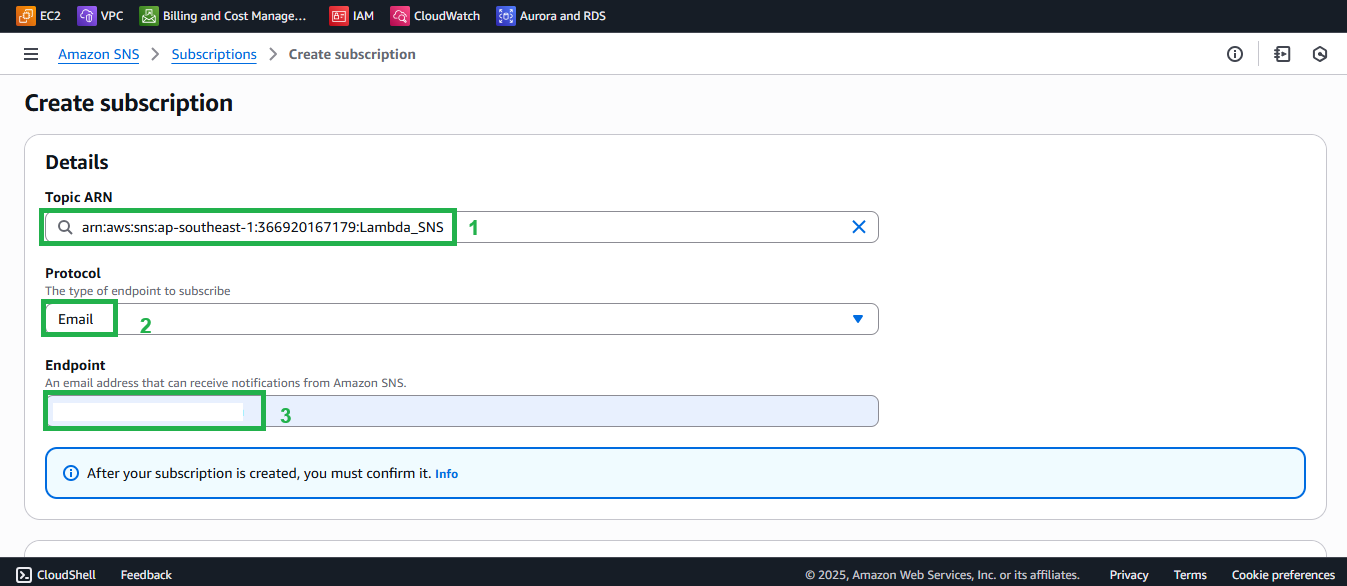 EC2 VPC Billing and Cost Manage... IAM CloudWatch Aurora and RDS
Amazon SNS > Subscriptions > Create subscription
Create subscription
Details
Topic ARN
arn:aws:sns:ap-southeast-1:366920167179:Lambda_SNS 1
Protocol
The type of endpoint to subscribe
Email 2
Endpoint
An email address that can receive notifications from Amazon SNS.
3
After your subscription is created, you must confirm it. Info
CloudShell Feedback © 2025, Amazon Web Services, Inc. or its affiliates. Privacy Terms Cookie preferences